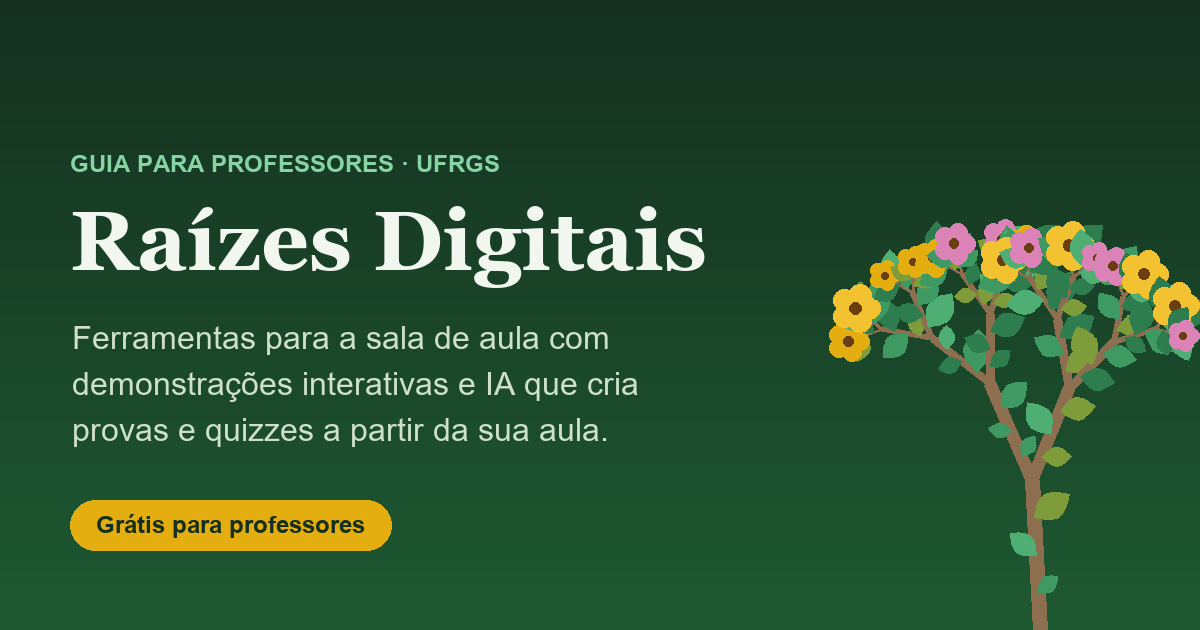 GUIA PARA PROFESSORES · UFRGS
Raízes Digitais
Ferramentas para a sala de aula com
demonstrações interativas e IA que cria
provas e quizzes a partir da sua aula.
Grátis para professores